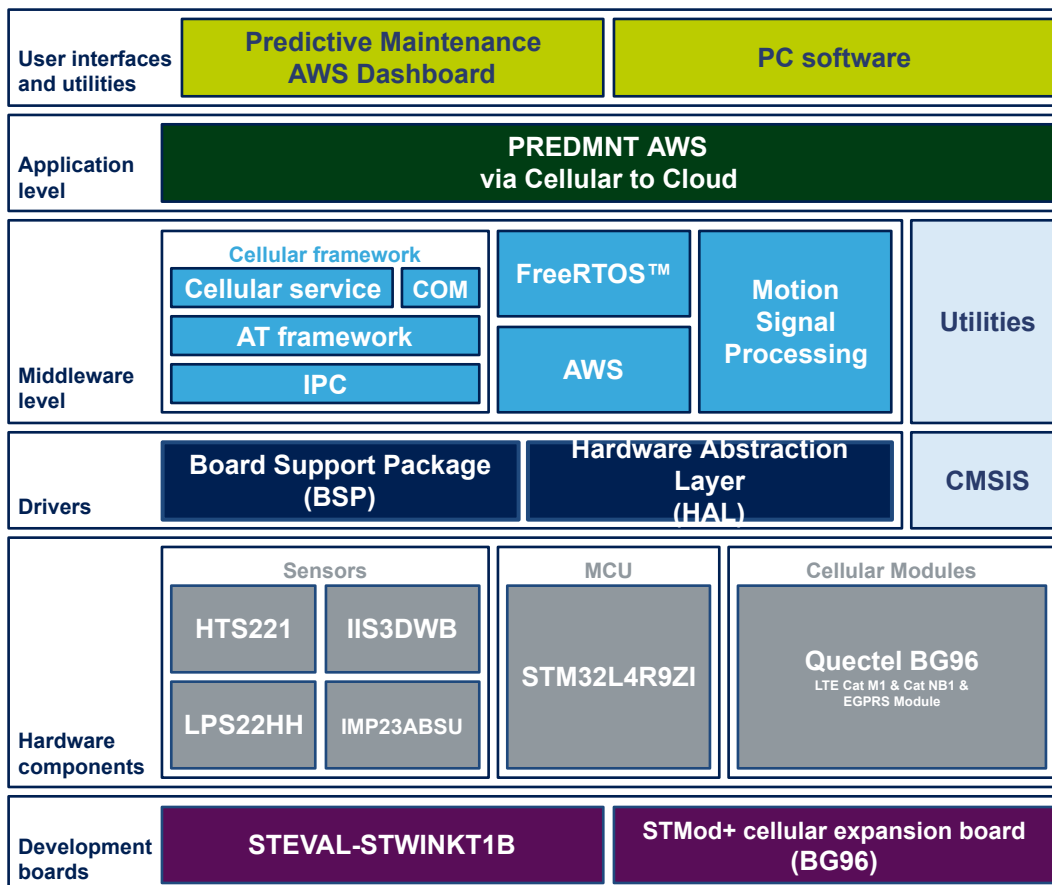 User interfaces
and utilities
Predictive Maintenance
AWS Dashboard
PC software
Application
level
PREDMNT AWS
via Cellular to Cloud
Middleware
level
Cellular framework
Cellular service
COM
AT framework
IPC
FreeRTOS™
AWS
Motion
Signal
Processing
Utilities
Drivers
Board Support Package
(BSP)
Hardware Abstraction
Layer
(HAL)
CMSIS
Hardware
components
Sensors
HTS221
IIS3DWB
LPS22HH
IMP23ABSU
MCU
STM32L4R9ZI
Cellular Modules
Quectel BG96
LTE Cat M1 & Cat NB1 &
EGPRS Module
Development
boards
STEVAL-STWINKT1B
STMod+ cellular expansion board
(BG96)